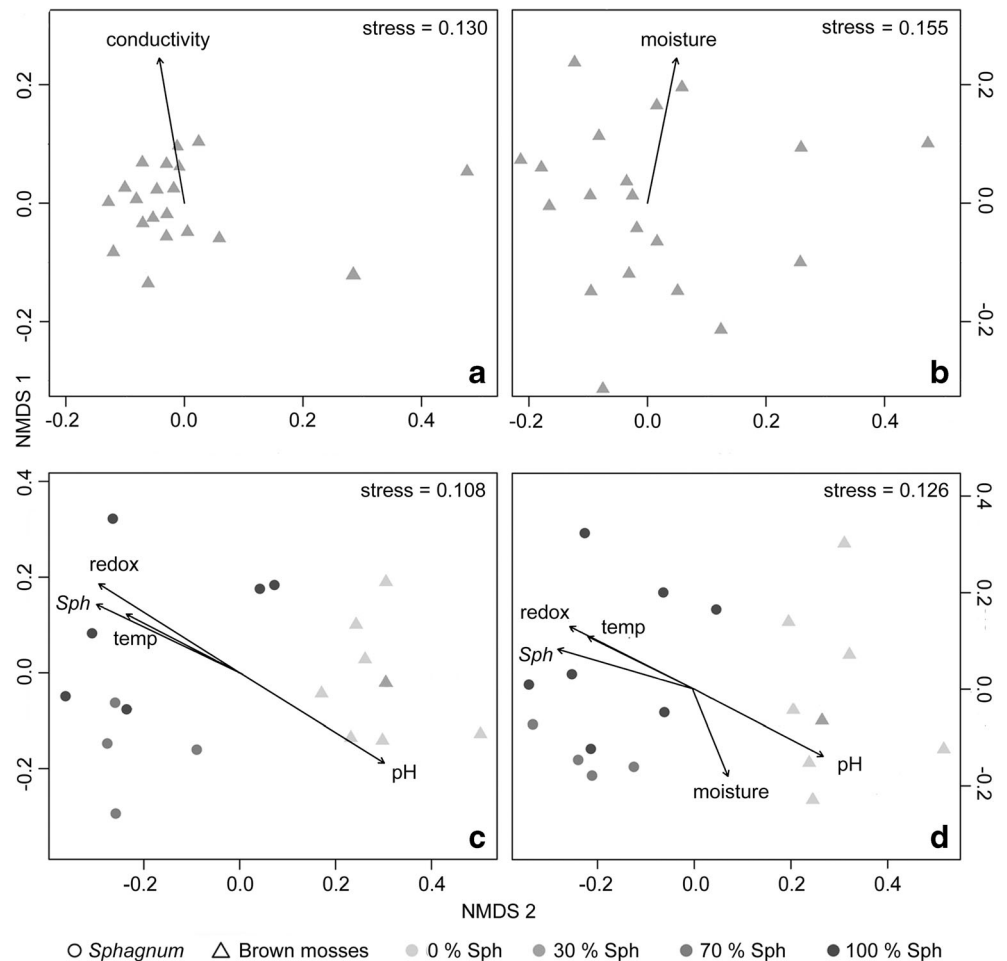 stress = 0.130
conductivity
0.2
0.0
-0.2
a
-0.2 0.0 0.2 0.4
stress = 0.155
moisture
0.2
0.0
-0.2
b
-0.2 0.0 0.2 0.4
NMDS 1
stress = 0.108
0.4
0.2
0.0
-0.2
redox
Sph
temp
pH
c
-0.2 0.0 0.2 0.4
stress = 0.126
0.4
0.2
0.0
-0.2
redox
temp
Sph
pH
moisture
d
-0.2 0.0 0.2 0.4
NMDS 2
Sphagnum Brown mosses 0 % Sph 30 % Sph 70 % Sph 100 % Sph